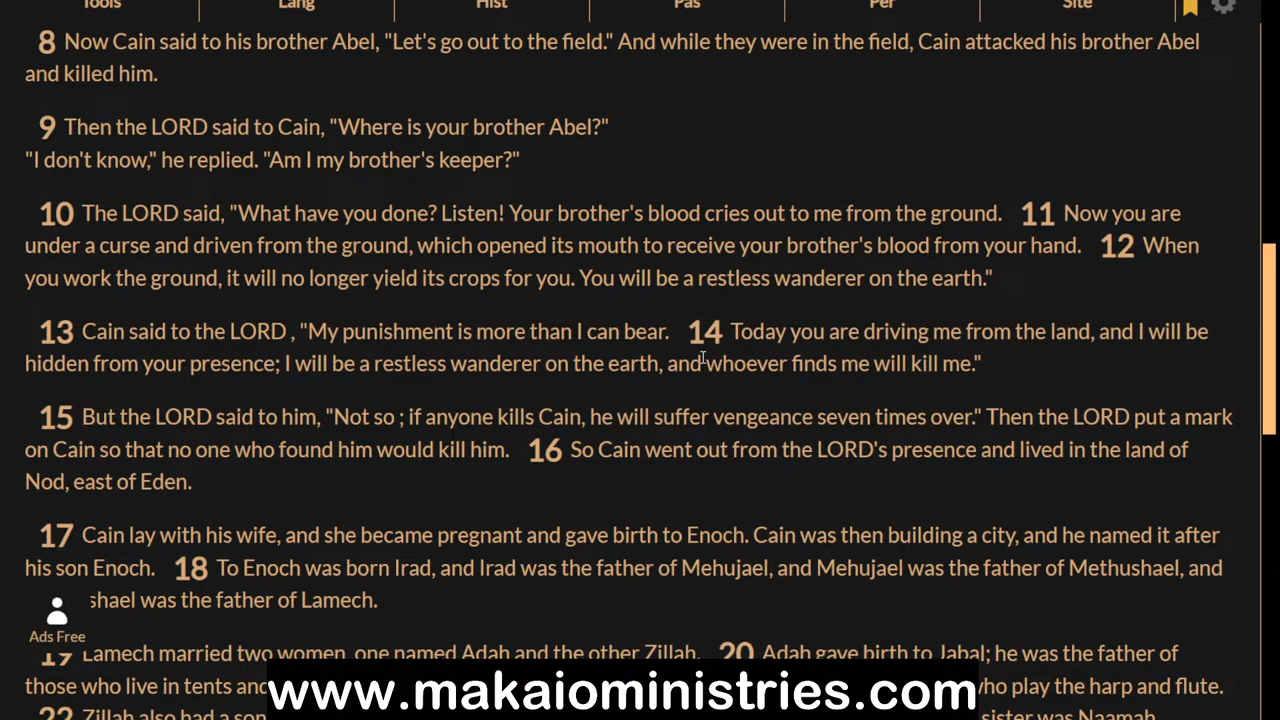 Tools Lang Hist Pas Per Site
8 Now Cain said to his brother Abel, "Let's go out to the field." And while they were in the field, Cain attacked his brother Abel
and killed him.
9 Then the LORD said to Cain, "Where is your brother Abel?"
"I don't know," he replied. "Am I my brother's keeper?"
10 The LORD said, "What have you done? Listen! Your brother's blood cries out to me from the ground. 11 Now you are
under a curse and driven from the ground, which opened its mouth to receive your brother's blood from your hand. 12 When
you work the ground, it will no longer yield its crops for you. You will be a restless wanderer on the earth."
13 Cain said to the LORD , "My punishment is more than I can bear. 14 Today you are driving me from the land, and I will be
hidden from your presence; I will be a restless wanderer on the earth, and whoever finds me will kill me."
15 But the LORD said to him, "Not so ; if anyone kills Cain, he will suffer vengeance seven times over." Then the LORD put a mark
on Cain so that no one who found him would kill him. 16 So Cain went out from the LORD's presence and lived in the land of
Nod, east of Eden.
17 Cain lay with his wife, and she became pregnant and gave birth to Enoch. Cain was then building a city, and he named it after
his son Enoch. 18 To Enoch was born Irad, and Irad was the father of Mehujael, and Mehujael was the father of Methushael, and
shael was the father of Lamech.
Ads Free
19 Lamech married two women, one named Adah and the other Zillah. 20 Adah gave birth to Jabal; he was the father of
those who live in tents and who play the harp and flute.
www.makaioministries.com
22 Zillah also had a son sister was Naamah.